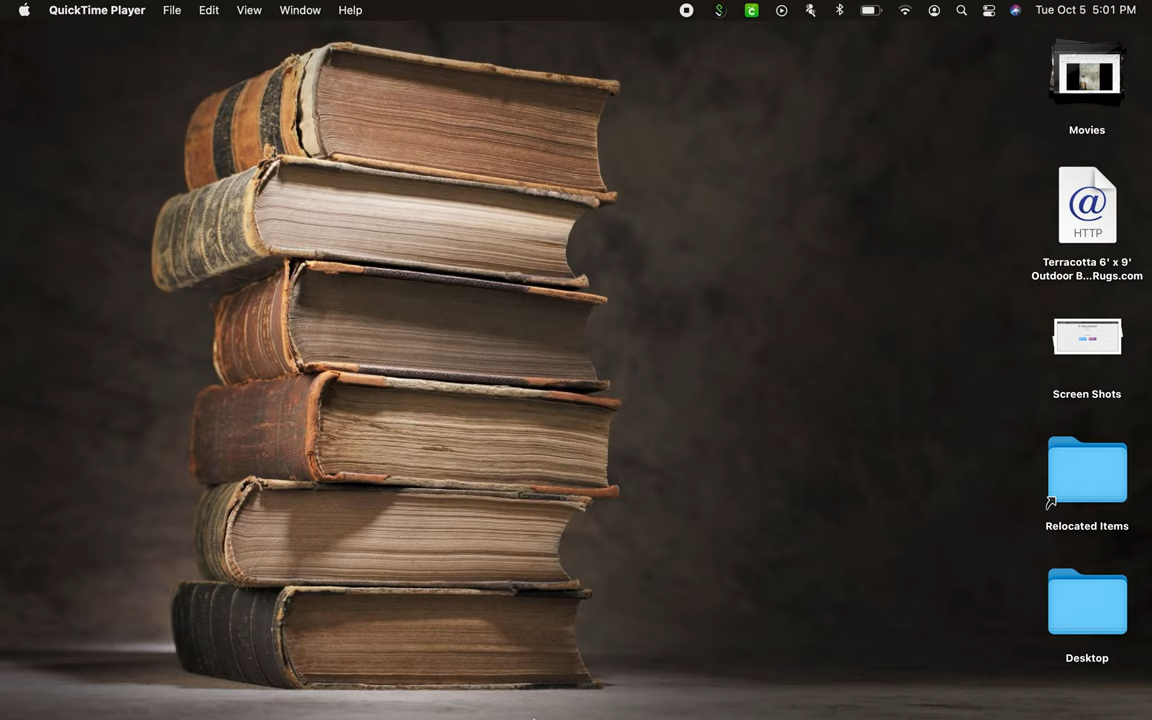 QuickTime Player File Edit View Window Help Tue Oct 5 5:01 PM
Movies
@
HTTP
Terracotta 6' x 9'
Outdoor B...Rugs.com
Screen Shots
Relocated Items
Desktop